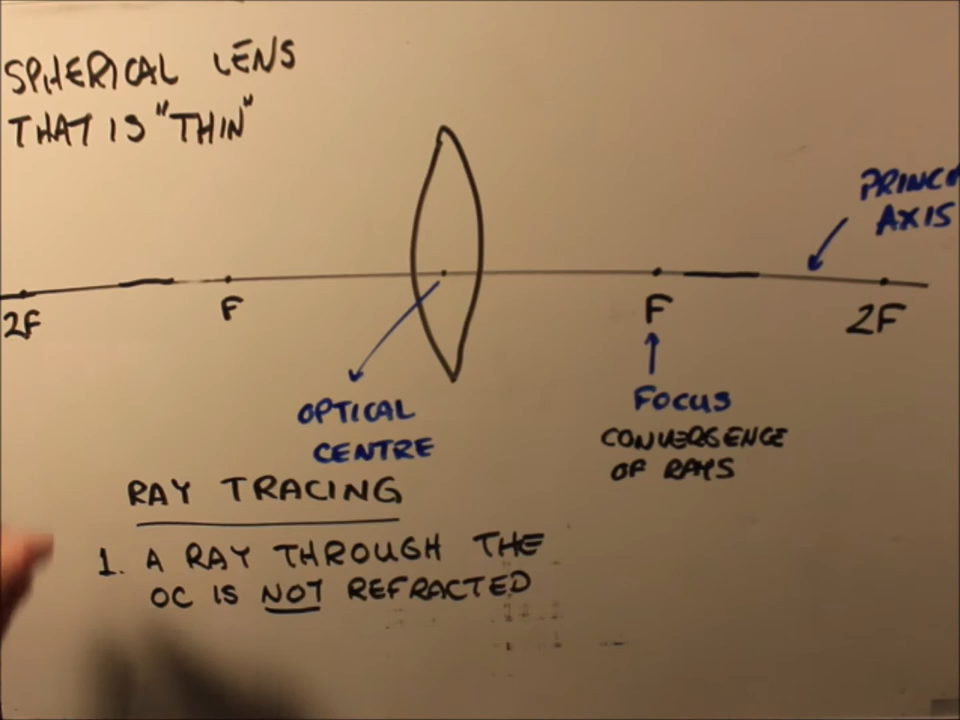 SPHERICAL LENS
THAT IS "THIN"
AXIS
2F
F
F
2F
OPTICAL
CENTRE
FOCUS
CONVERGENCE
OF RAYS
RAY TRACING
1. A RAY THROUGH THE
OC IS NOT REFRACTED